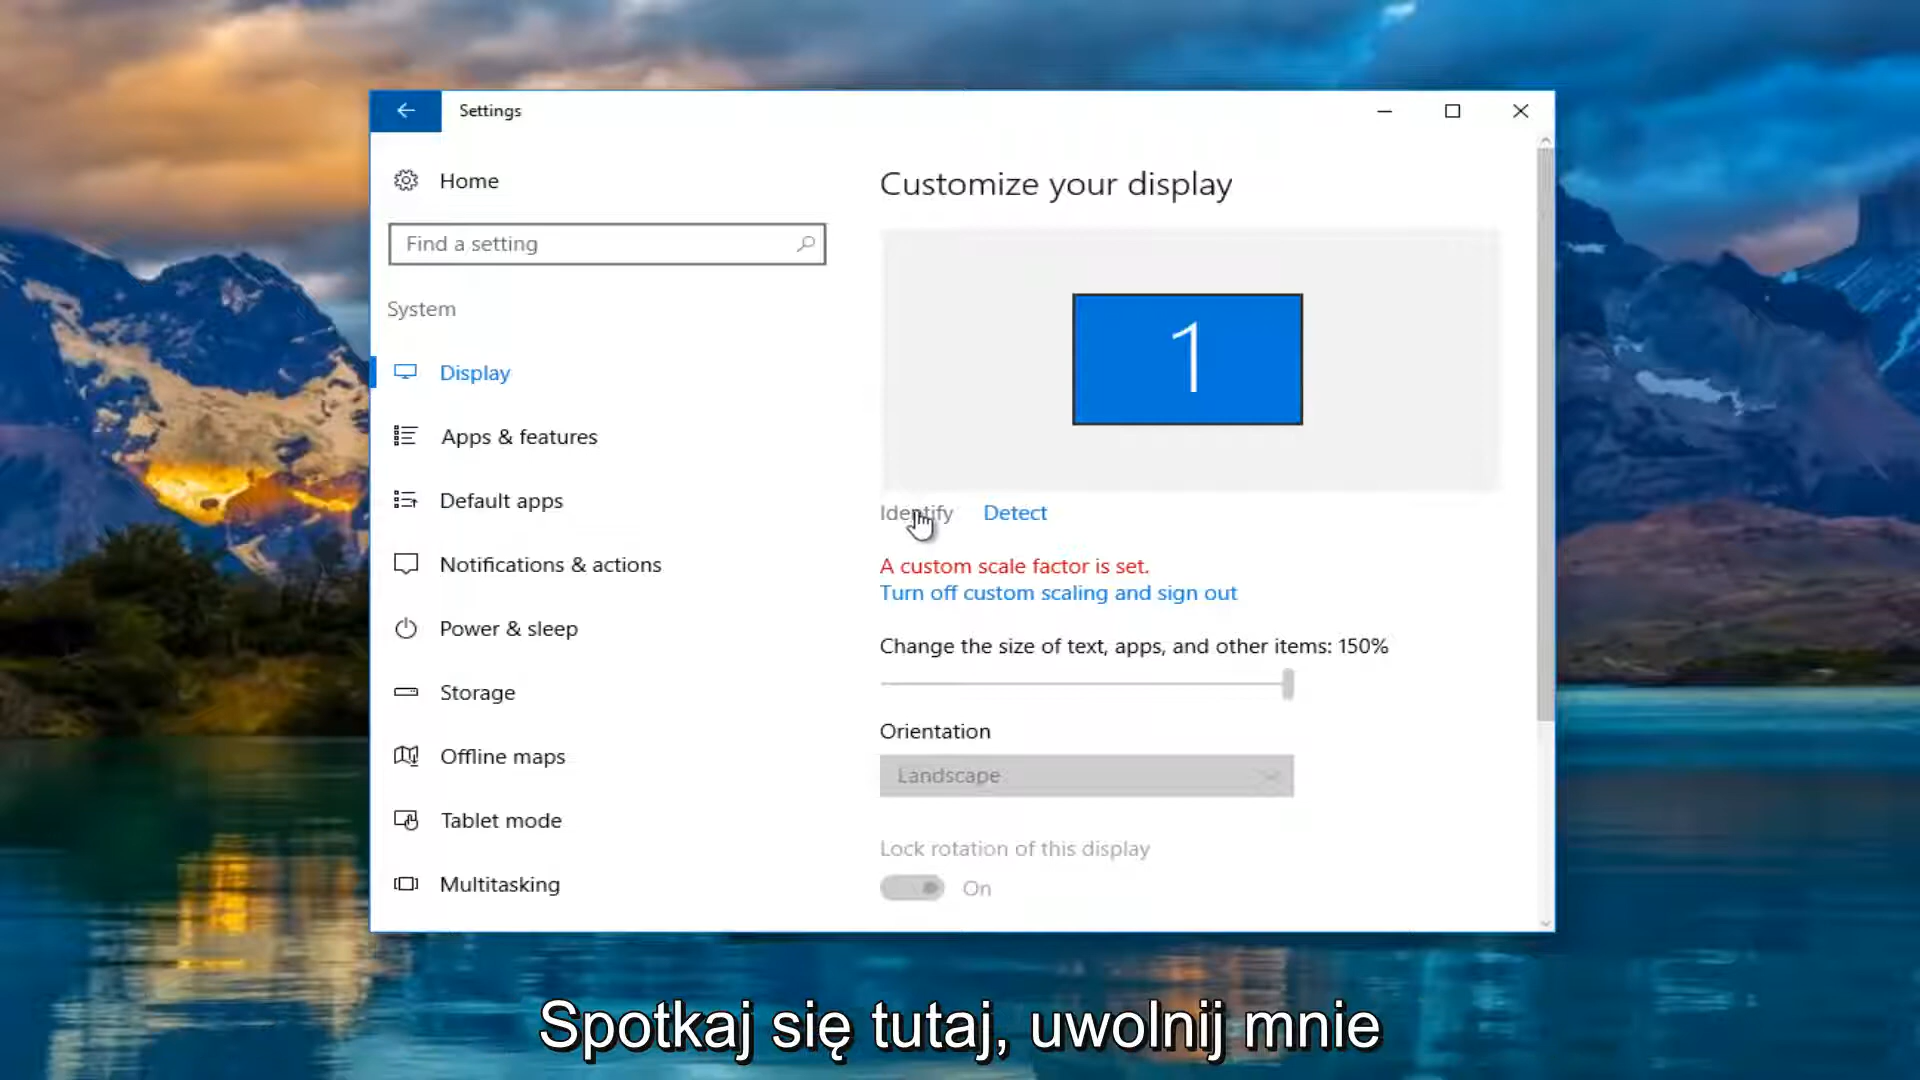 Settings
Home
Find a setting
System
Display
Apps & features
Default apps
Notifications & actions
Power & sleep
Storage
Offline maps
Tablet mode
Multitasking
Customize your display
1
Identify Detect
A custom scale factor is set.
Turn off custom scaling and sign out
Change the size of text, apps, and other items: 150%
Orientation
Landscape
Lock rotation of this display
On
Spotkaj się tutaj, uwolnij mnie